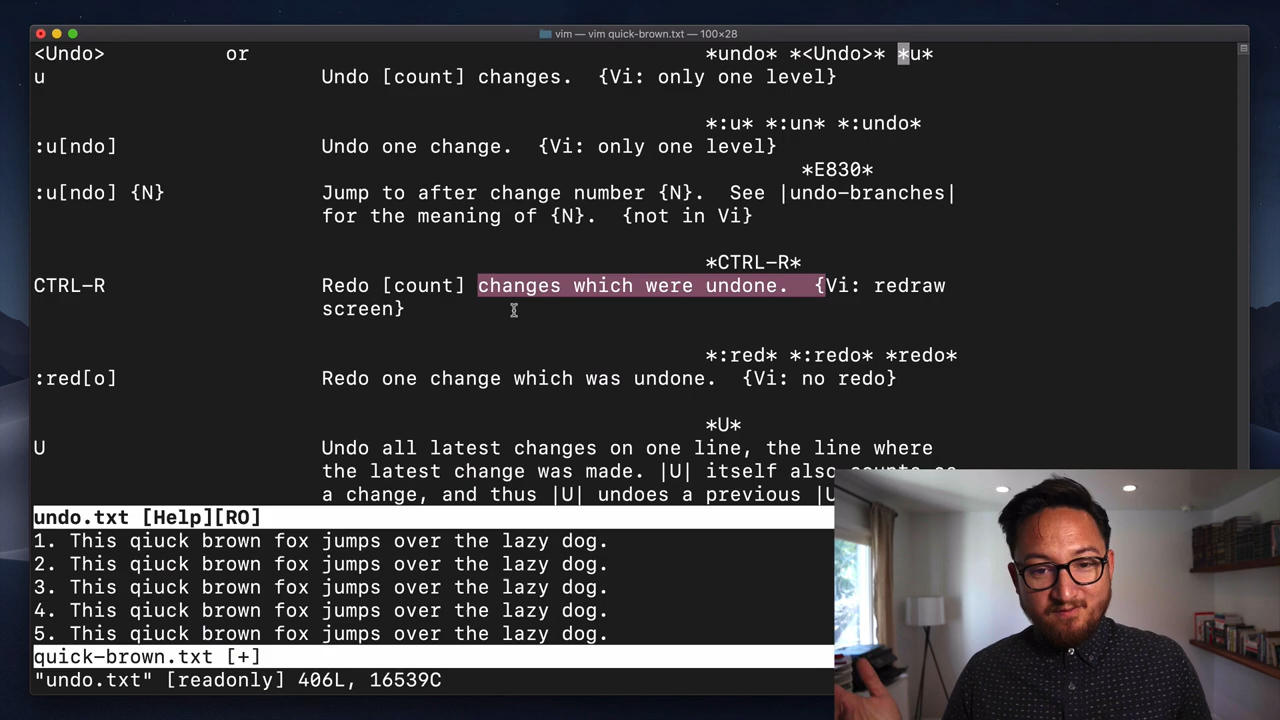 vim — vim quick-brown.txt — 100×28
<Undo> or *undo* *<Undo>* *u*
u Undo [count] changes. {Vi: only one level}
*:u* *:un* *:undo*
:u[ndo] Undo one change. {Vi: only one level}
*E830*
:u[ndo] {N} Jump to after change number {N}. See |undo-branches|
for the meaning of {N}. {not in Vi}
*CTRL-R*
CTRL-R Redo [count] changes which were undone. {Vi: redraw
screen}
*:red* *:redo* *redo*
:red[o] Redo one change which was undone. {Vi: no redo}
*U*
U Undo all latest changes on one line, the line where
the latest change was made. |U| itself also
a change, and thus |U| undoes a previous |U
undo.txt [Help][RO]
1. This qiuck brown fox jumps over the lazy dog.
2. This qiuck brown fox jumps over the lazy dog.
3. This qiuck brown fox jumps over the lazy dog.
4. This qiuck brown fox jumps over the lazy dog.
5. This qiuck brown fox jumps over the lazy dog.
quick-brown.txt [+]
"undo.txt" [readonly] 406L, 16539C